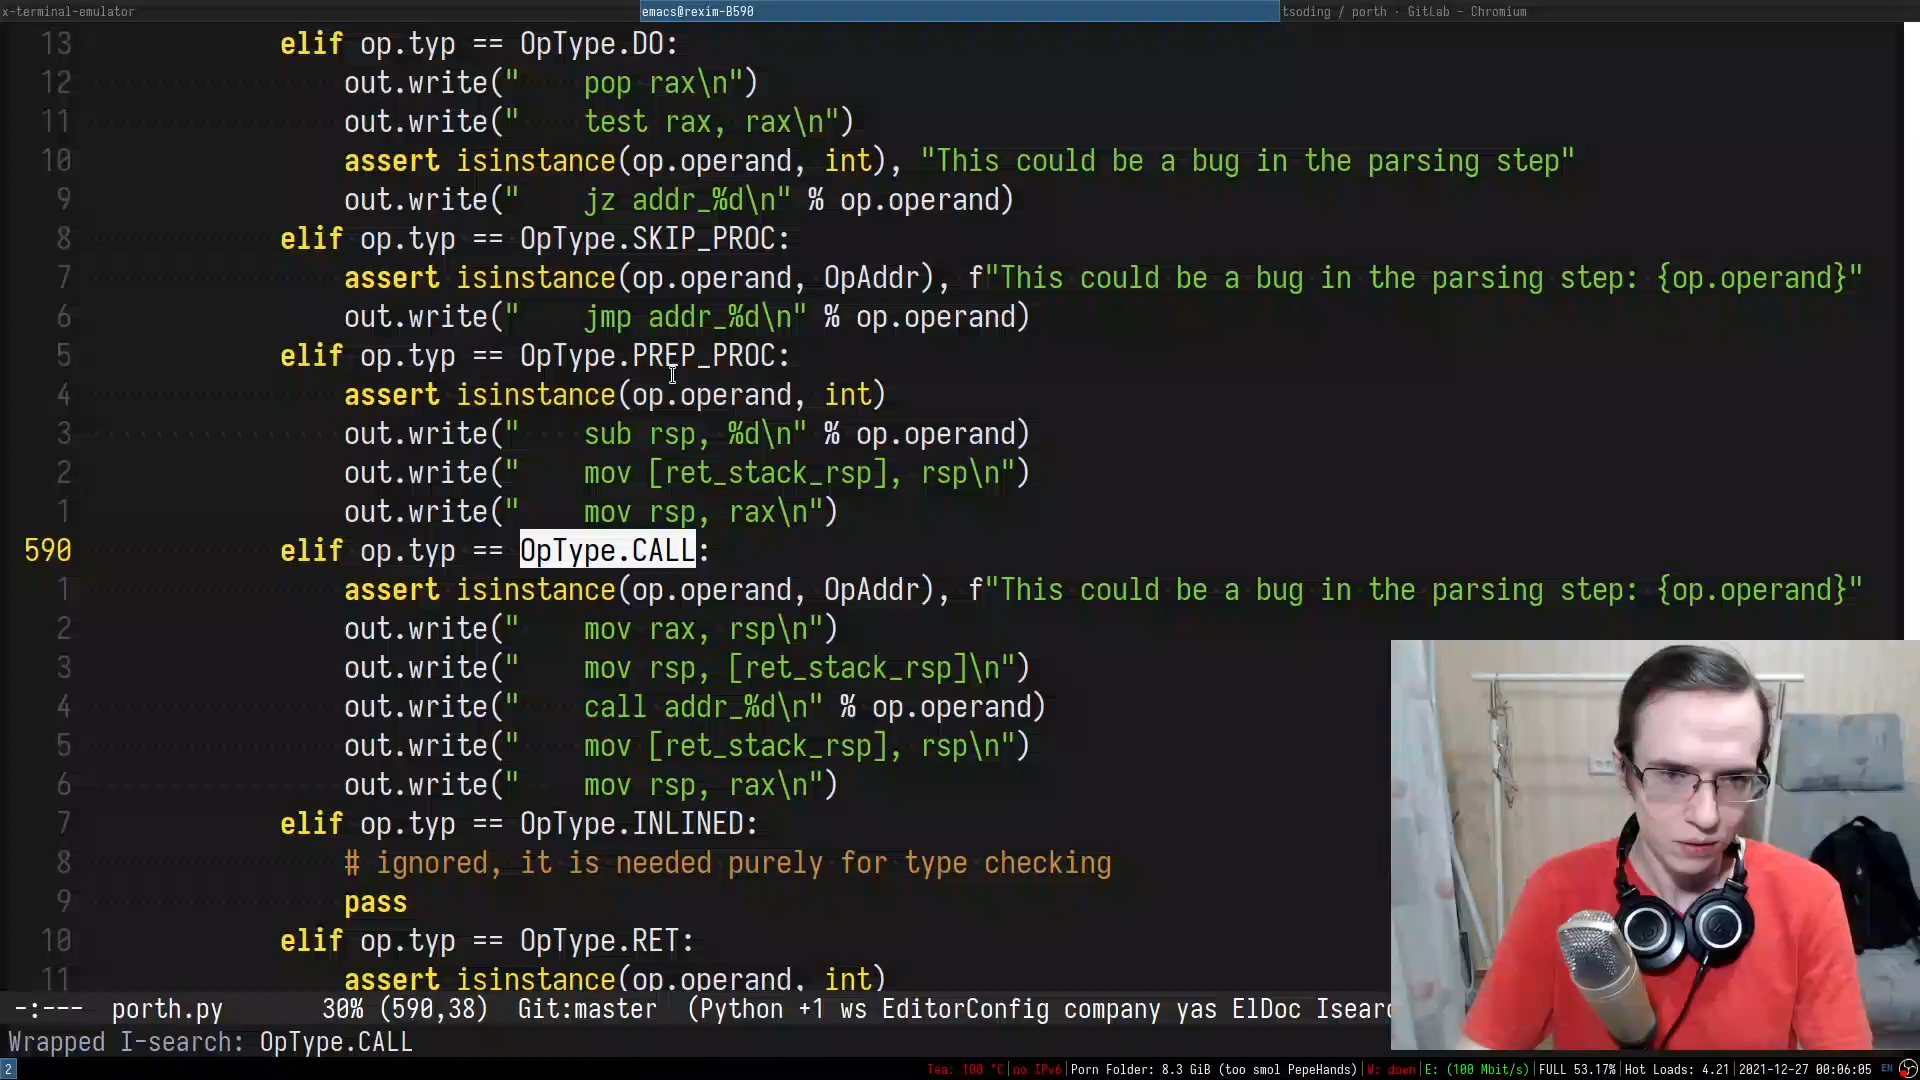 x-terminal-emulator emacs@rexim-B590 tsoding / porth · GitLab - Chromium
13 elif op.typ == OpType.DO:
12 out.write("    pop rax\n")
11 out.write("    test rax, rax\n")
10 assert isinstance(op.operand, int), "This could be a bug in the parsing step"
9 out.write("    jz addr_%d\n" % op.operand)
8 elif op.typ == OpType.SKIP_PROC:
7 assert isinstance(op.operand, OpAddr), f"This could be a bug in the parsing step: {op.operand}"
6 out.write("    jmp addr_%d\n" % op.operand)
5 elif op.typ == OpType.PREP_PROC:
4 assert isinstance(op.operand, int)
3 out.write("    sub rsp, %d\n" % op.operand)
2 out.write("    mov [ret_stack_rsp], rsp\n")
1 out.write("    mov rsp, rax\n")
590 elif op.typ == OpType.CALL:
1 assert isinstance(op.operand, OpAddr), f"This could be a bug in the parsing step: {op.operand}"
2 out.write("    mov rax, rsp\n")
3 out.write("    mov rsp, [ret_stack_rsp]\n")
4 out.write("    call addr_%d\n" % op.operand)
5 out.write("    mov [ret_stack_rsp], rsp\n")
6 out.write("    mov rsp, rax\n")
7 elif op.typ == OpType.INLINED:
8 # ignored, it is needed purely for type checking
9 pass
10 elif op.typ == OpType.RET:
11 assert isinstance(op.operand, int)
-:--- porth.py 30% (590,38) Git:master (Python +1 ws EditorConfig company yas ElDoc Isearc
Wrapped I-search: OpType.CALL
2 Tea: 100 °C|no IPv6|Porn Folder: 8.3 GiB (too smol PepeHands)|W: down|E: (100 Mbit/s)|FULL 53.17%|Hot Loads: 4.21|2021-12-27 00:06:05 EN